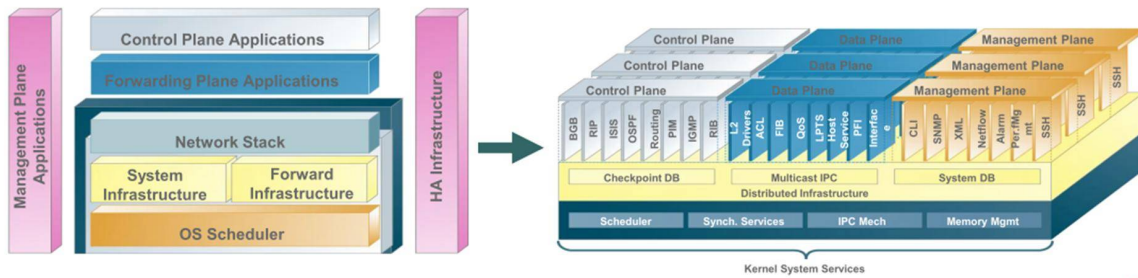 Management Plane
Applications
Control Plane Applications
Forwarding Plane Applications
Network Stack
System
Infrastructure
Forward
Infrastructure
OS Scheduler
HA Infrastructure
Control Plane
Data Plane
Management Plane
Control Plane
Data Plane
Management Plane
Control Plane
Data Plane
Management Plane
BGB
RIP
ISIS
OSPF
Routing
PIM
IGMP
RIB
L2
Drivers
ACL
FIB
QoS
LPTS
Host
Service
PFI
Interfac
e
CLI
SNMP
XML
Netflow
Alarm
Per.fMg
mt
SSH
SSH
SSH
Checkpoint DB
Multicast IPC
System DB
Distributed Infrastructure
Scheduler
Synch. Services
IPC Mech
Memory Mgmt
Kernel System Services